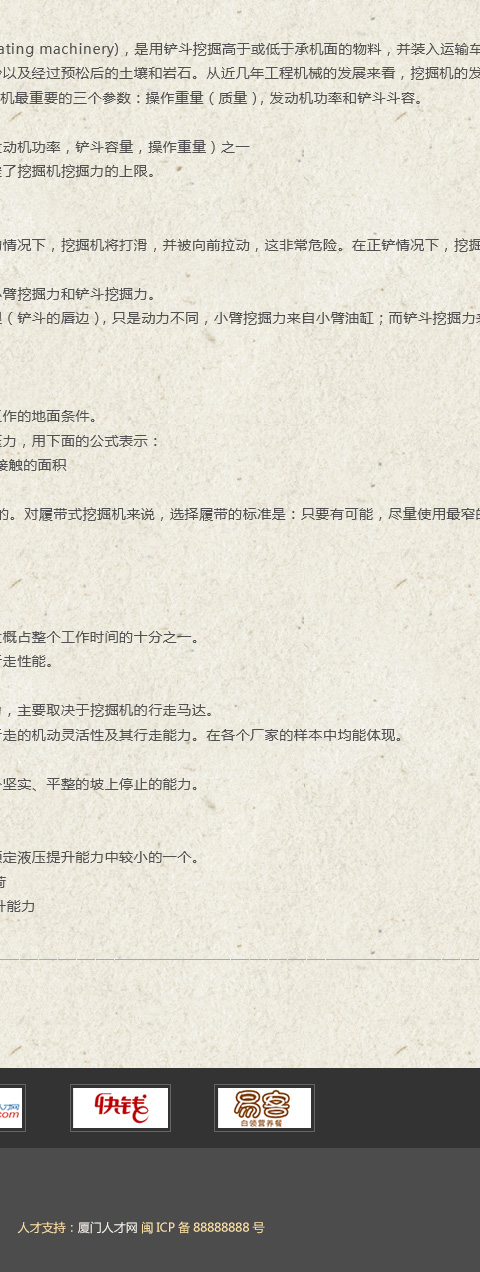 ating machinery)，是用铲斗挖掘高于或低于承机面的物料，并装入运输车
以及经过预松后的土壤和岩石。从近几年工程机械的发展来看，挖掘机的发
机最重要的三个参数：操作重量（质量），发动机功率和铲斗斗容。
动机功率，铲斗容量，操作重量）之一
了挖掘机挖掘力的上限。
情况下，挖掘机将打滑，并被向前拉动，这非常危险。在正铲情况下，挖掘
臂挖掘力和铲斗挖掘力。
（铲斗的唇边），只是动力不同，小臂挖掘力来自小臂油缸；而铲斗挖掘力来
作的地面条件。
力，用下面的公式表示：
接触的面积
的。对履带式挖掘机来说，选择履带的标准是：只要有可能，尽量使用最窄的
概占整个工作时间的十分之一。
走性能。
，主要取决于挖掘机的行走马达。
走的机动灵活性及其行走能力。在各个厂家的样本中均能体现。
坚实、平整的坡上停止的能力。
定液压提升能力中较小的一个。
荷
升能力
人才网
.com
快钱
易客
白领营养餐
人才支持：厦门人才网 闽 ICP 备 88888888 号